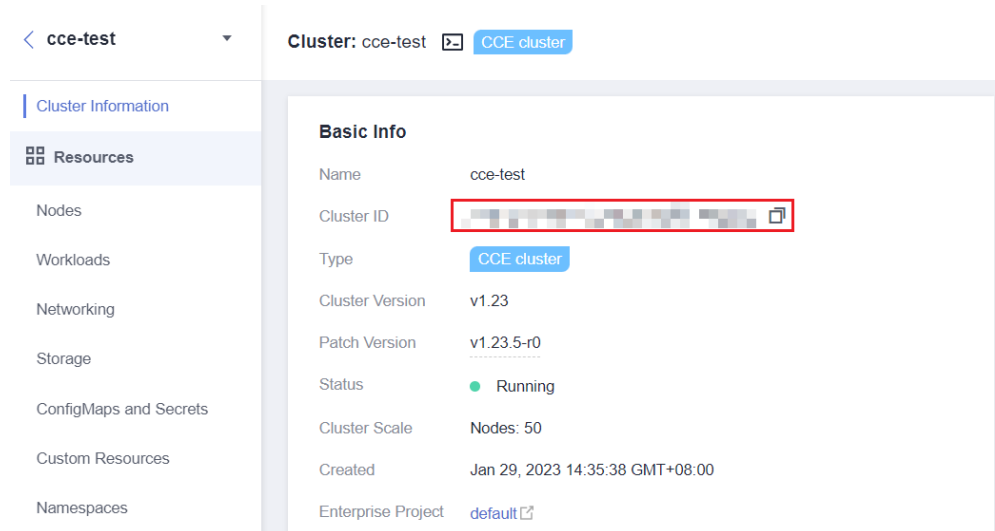 cce-test
Cluster: cce-test CCE cluster
Cluster Information
Resources
Nodes
Workloads
Networking
Storage
ConfigMaps and Secrets
Custom Resources
Namespaces
Basic Info
Name cce-test
Cluster ID
Type CCE cluster
Cluster Version v1.23
Patch Version v1.23.5-r0
Status Running
Cluster Scale Nodes: 50
Created Jan 29, 2023 14:35:38 GMT+08:00
Enterprise Project default